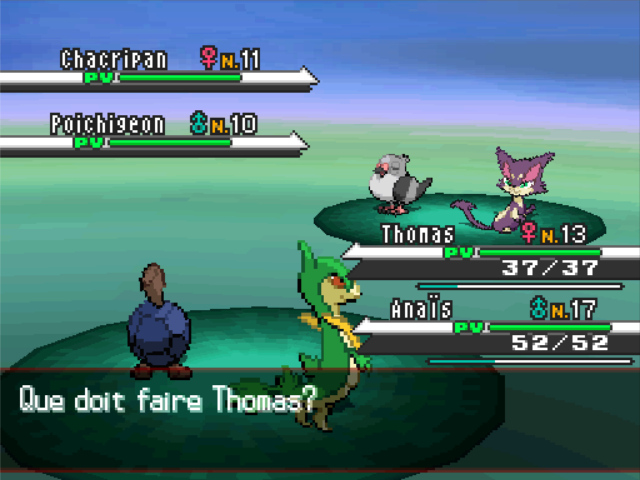 Chacripan ♀ N.11
PV
Poichigeon ♂ N.10
PV
Thomas ♀ N.13
PV
37/37
Anaïs ♂ N.17
PV
52/52
Que doit faire Thomas?